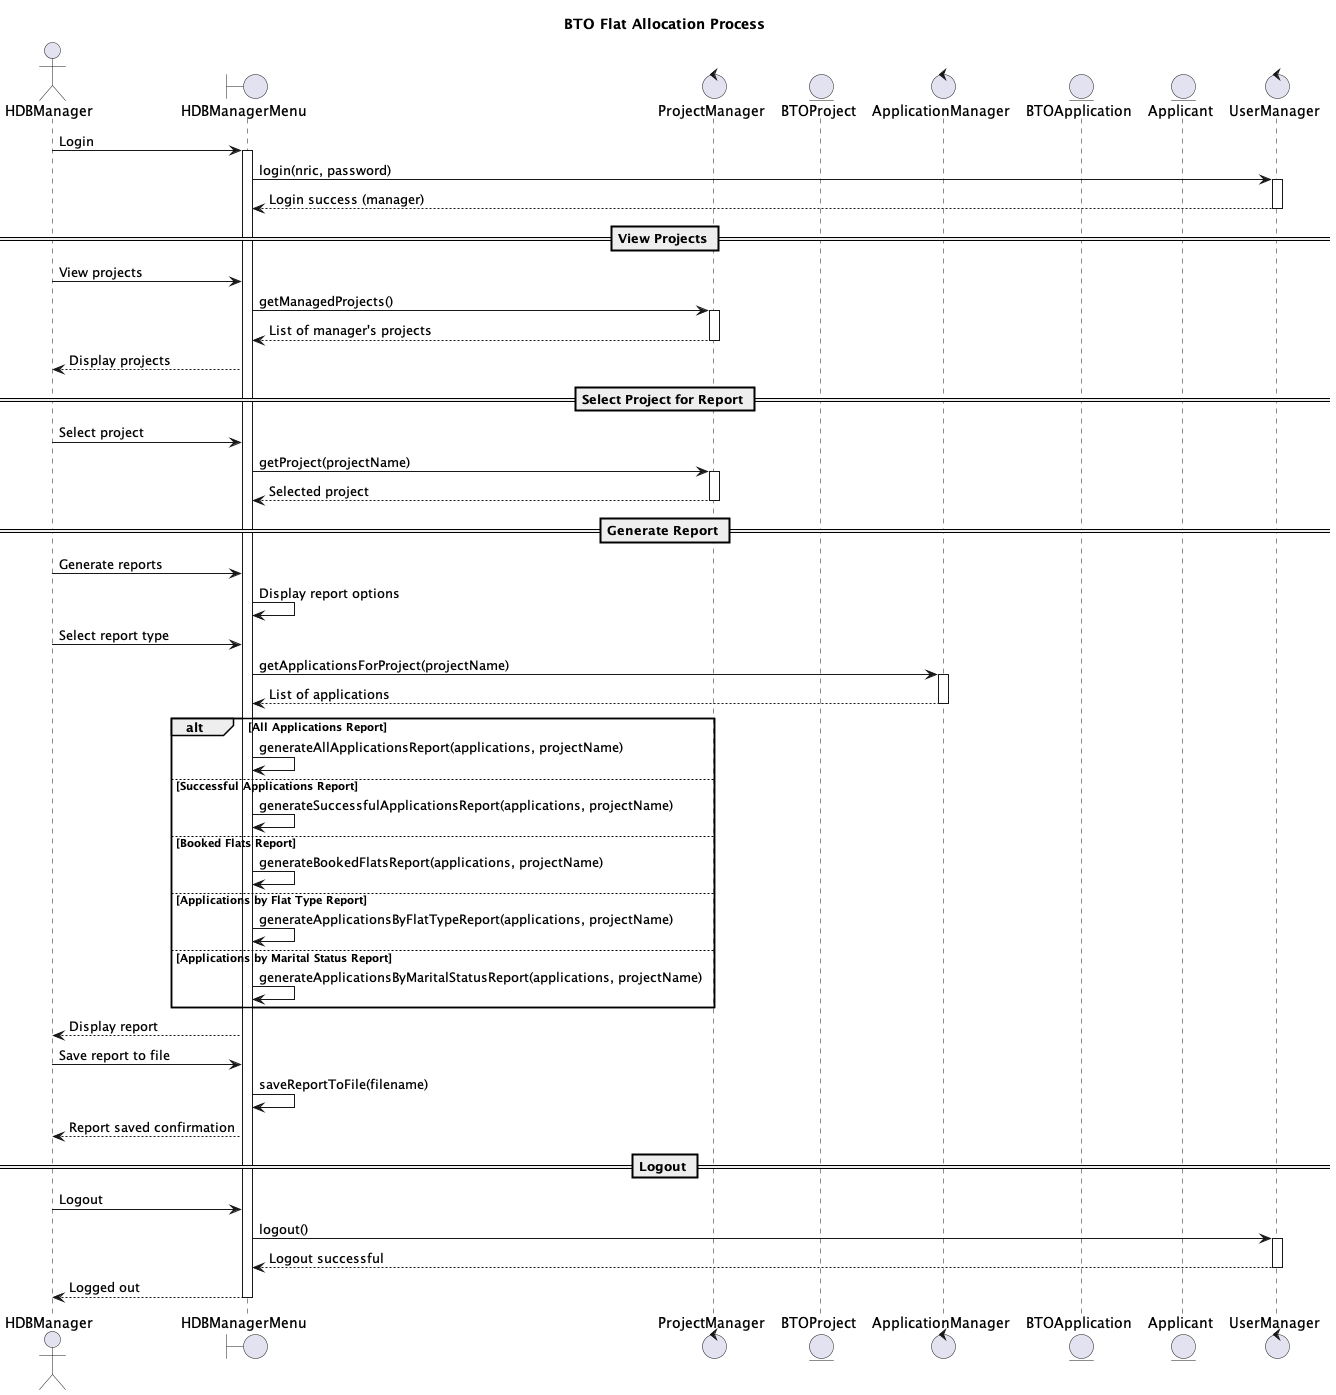 BTO Flat Allocation Process
HDBManager
HDBManagerMenu
ProjectManager
BTOProject
ApplicationManager
BTOApplication
Applicant
UserManager
Login
login(nric, password)
Login success (manager)
View Projects
View projects
getManagedProjects()
List of manager's projects
Display projects
Select Project for Report
Select project
getProject(projectName)
Selected project
Generate Report
Generate reports
Display report options
Select report type
getApplicationsForProject(projectName)
List of applications
alt
[All Applications Report]
generateAllApplicationsReport(applications, projectName)
[Successful Applications Report]
generateSuccessfulApplicationsReport(applications, projectName)
[Booked Flats Report]
generateBookedFlatsReport(applications, projectName)
[Applications by Flat Type Report]
generateApplicationsByFlatTypeReport(applications, projectName)
[Applications by Marital Status Report]
generateApplicationsByMaritalStatusReport(applications, projectName)
Display report
Save report to file
saveReportToFile(filename)
Report saved confirmation
Logout
Logout
logout()
Logout successful
Logged out
HDBManager
HDBManagerMenu
ProjectManager
BTOProject
ApplicationManager
BTOApplication
Applicant
UserManager